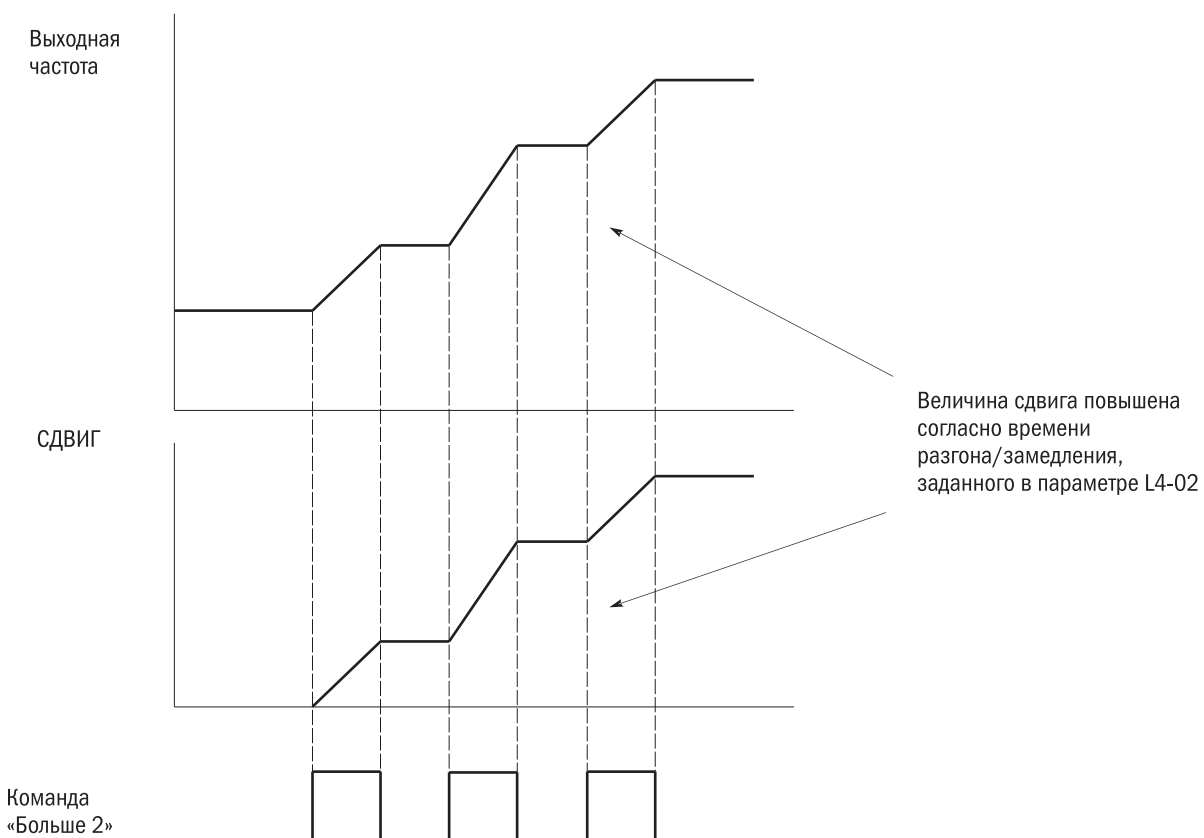 Выходная
частота
СДВИГ
Величина сдвига повышена
согласно времени
разгона/замедления,
заданного в параметре L4-02
Команда
«Больше 2»